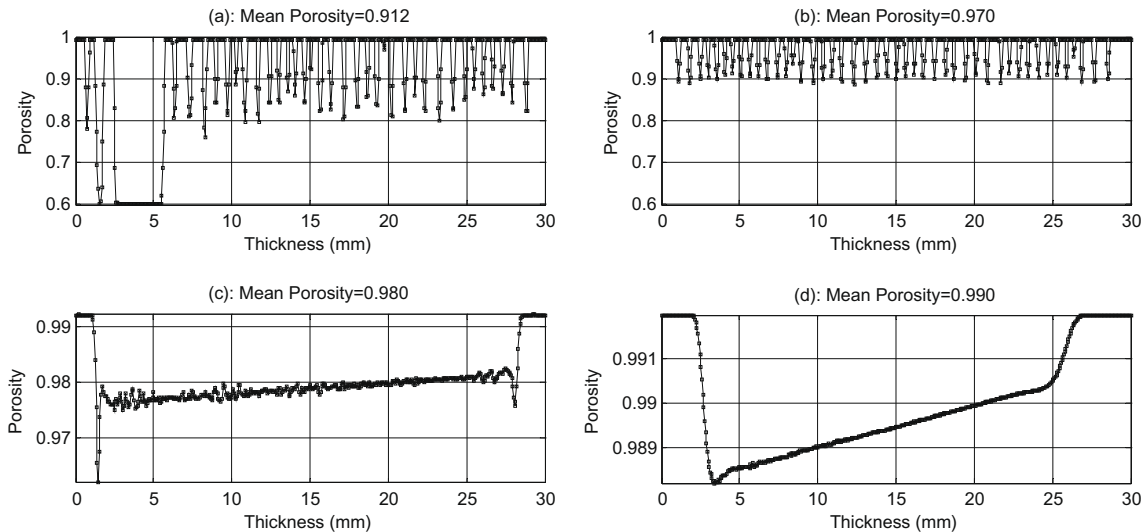 (a): Mean Porosity=0.912
1
0.9
0.8
0.7
0.6
Porosity
0 5 10 15 20 25 30
Thickness (mm)
(b): Mean Porosity=0.970
1
0.9
0.8
0.7
0.6
Porosity
0 5 10 15 20 25 30
Thickness (mm)
(c): Mean Porosity=0.980
0.99
0.98
0.97
Porosity
0 5 10 15 20 25 30
Thickness (mm)
(d): Mean Porosity=0.990
0.991
0.99
0.989
Porosity
0 5 10 15 20 25 30
Thickness (mm)